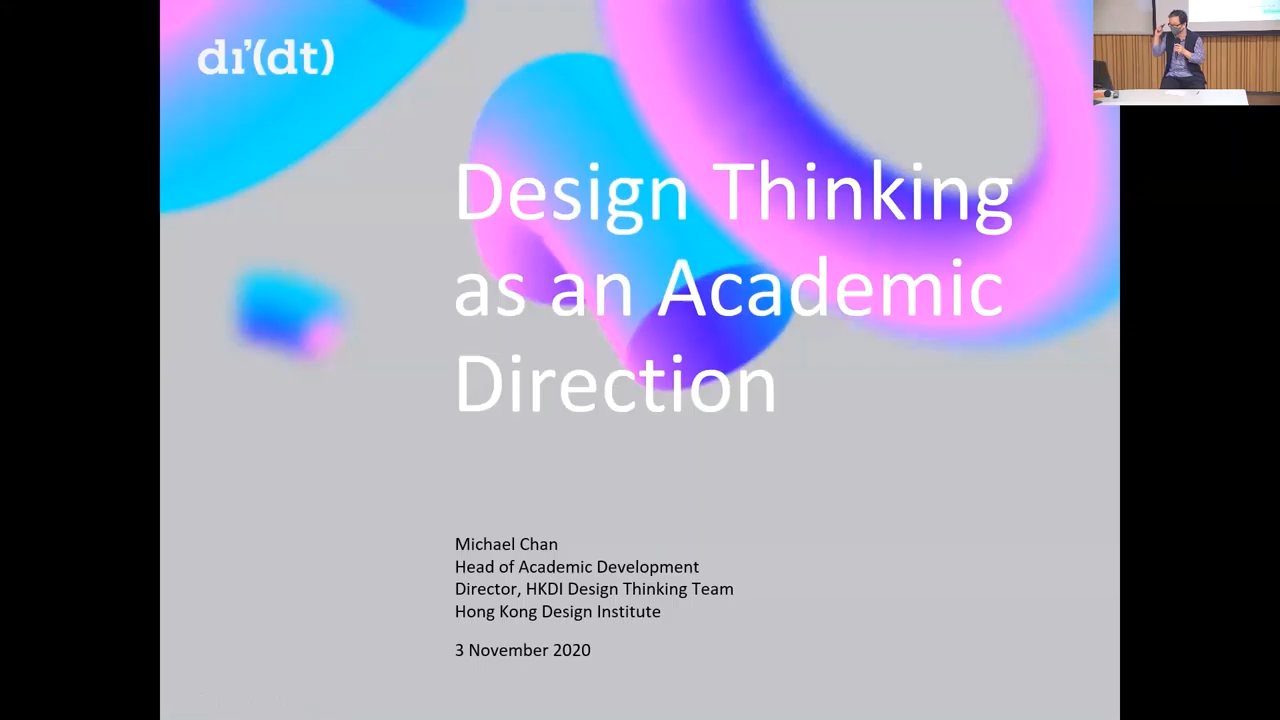 dı’(dt)
Design Thinking
as an Academic
Direction
Michael Chan
Head of Academic Development
Director, HKDI Design Thinking Team
Hong Kong Design Institute
3 November 2020